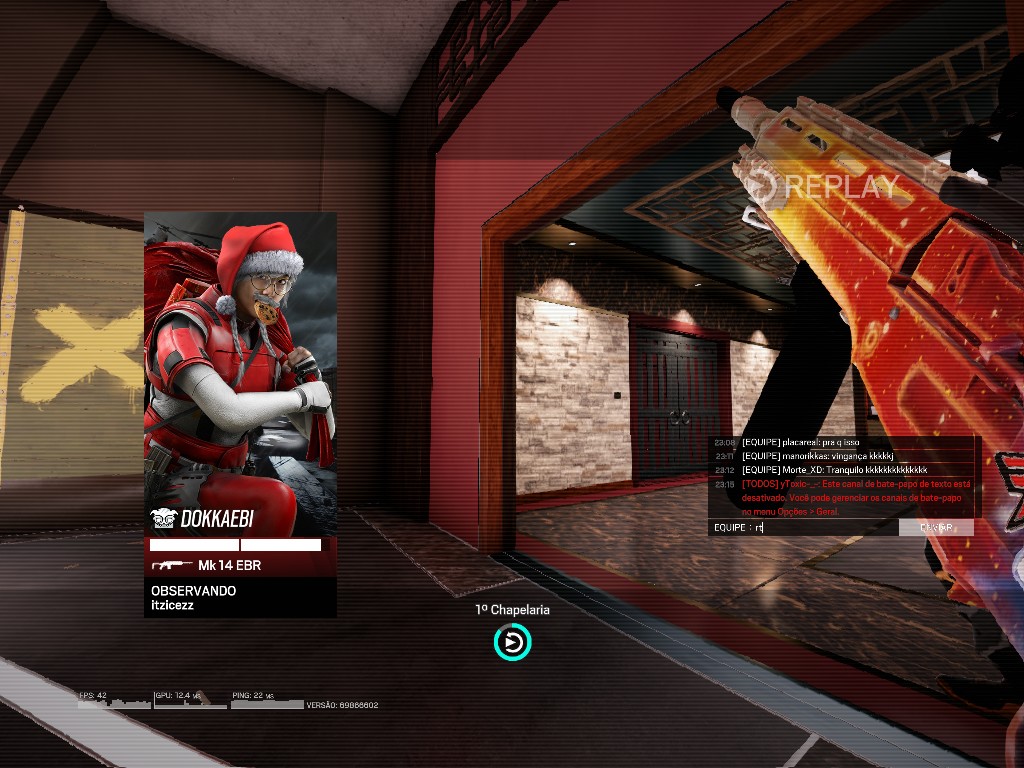 REPLAY
DOKKAEBI
Mk 14 EBR
OBSERVANDO
itzicezz
23:08 [EQUIPE] placareal: pra q isso
23:11 [EQUIPE] manorikkas: vingança kkkkkj
23:12 [EQUIPE] Morte_XD: Tranquilo kkkkkkkkkkkkkk
23:15 [TODOS] yToxic-_-: Este canal de bate-papo de texto está
desativado. Você pode gerenciar os canais de bate-papo
no menu Opções > Geral.
EQUIPE : rt
1º Chapelaria
FPS: 42 GPU: 12.4 MS PING: 22 MS VERSÃO: 69866602